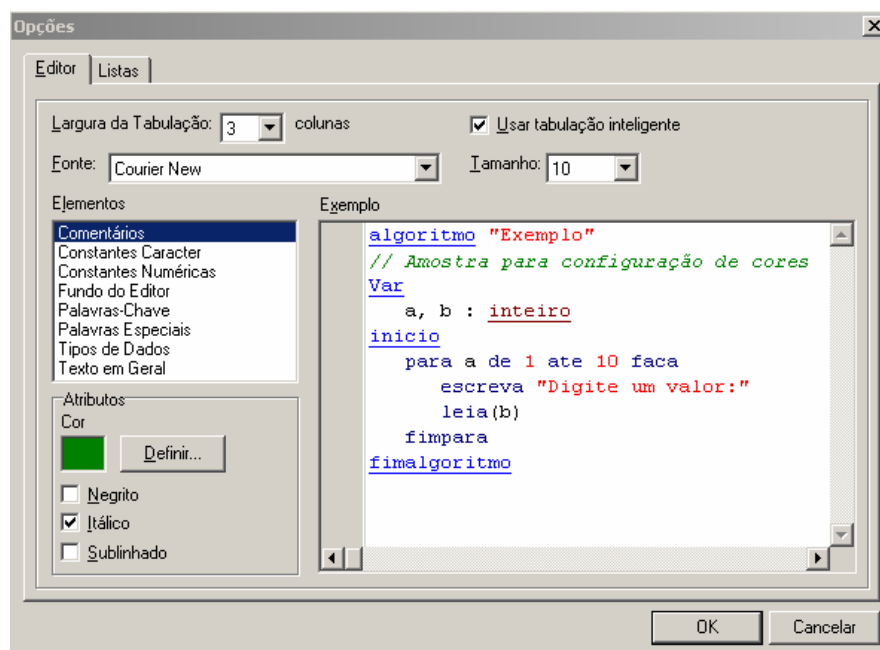 Opções
Editor Listas
Largura da Tabulação: 3 colunas Usar tabulação inteligente
Fonte: Courier New Tamanho: 10
Elementos Exemplo
Comentários
Constantes Caracter
Constantes Numéricas
Fundo do Editor
Palavras-Chave
Palavras Especiais
Tipos de Dados
Texto em Geral
Atributos
Cor
Definir...
Negrito
Itálico
Sublinhado
algoritmo "Exemplo"
// Amostra para configuração de cores
Var
a, b : inteiro
inicio
para a de 1 ate 10 faca
escreva "Digite um valor:"
leia(b)
fimpara
fimalgoritmo
OK Cancelar